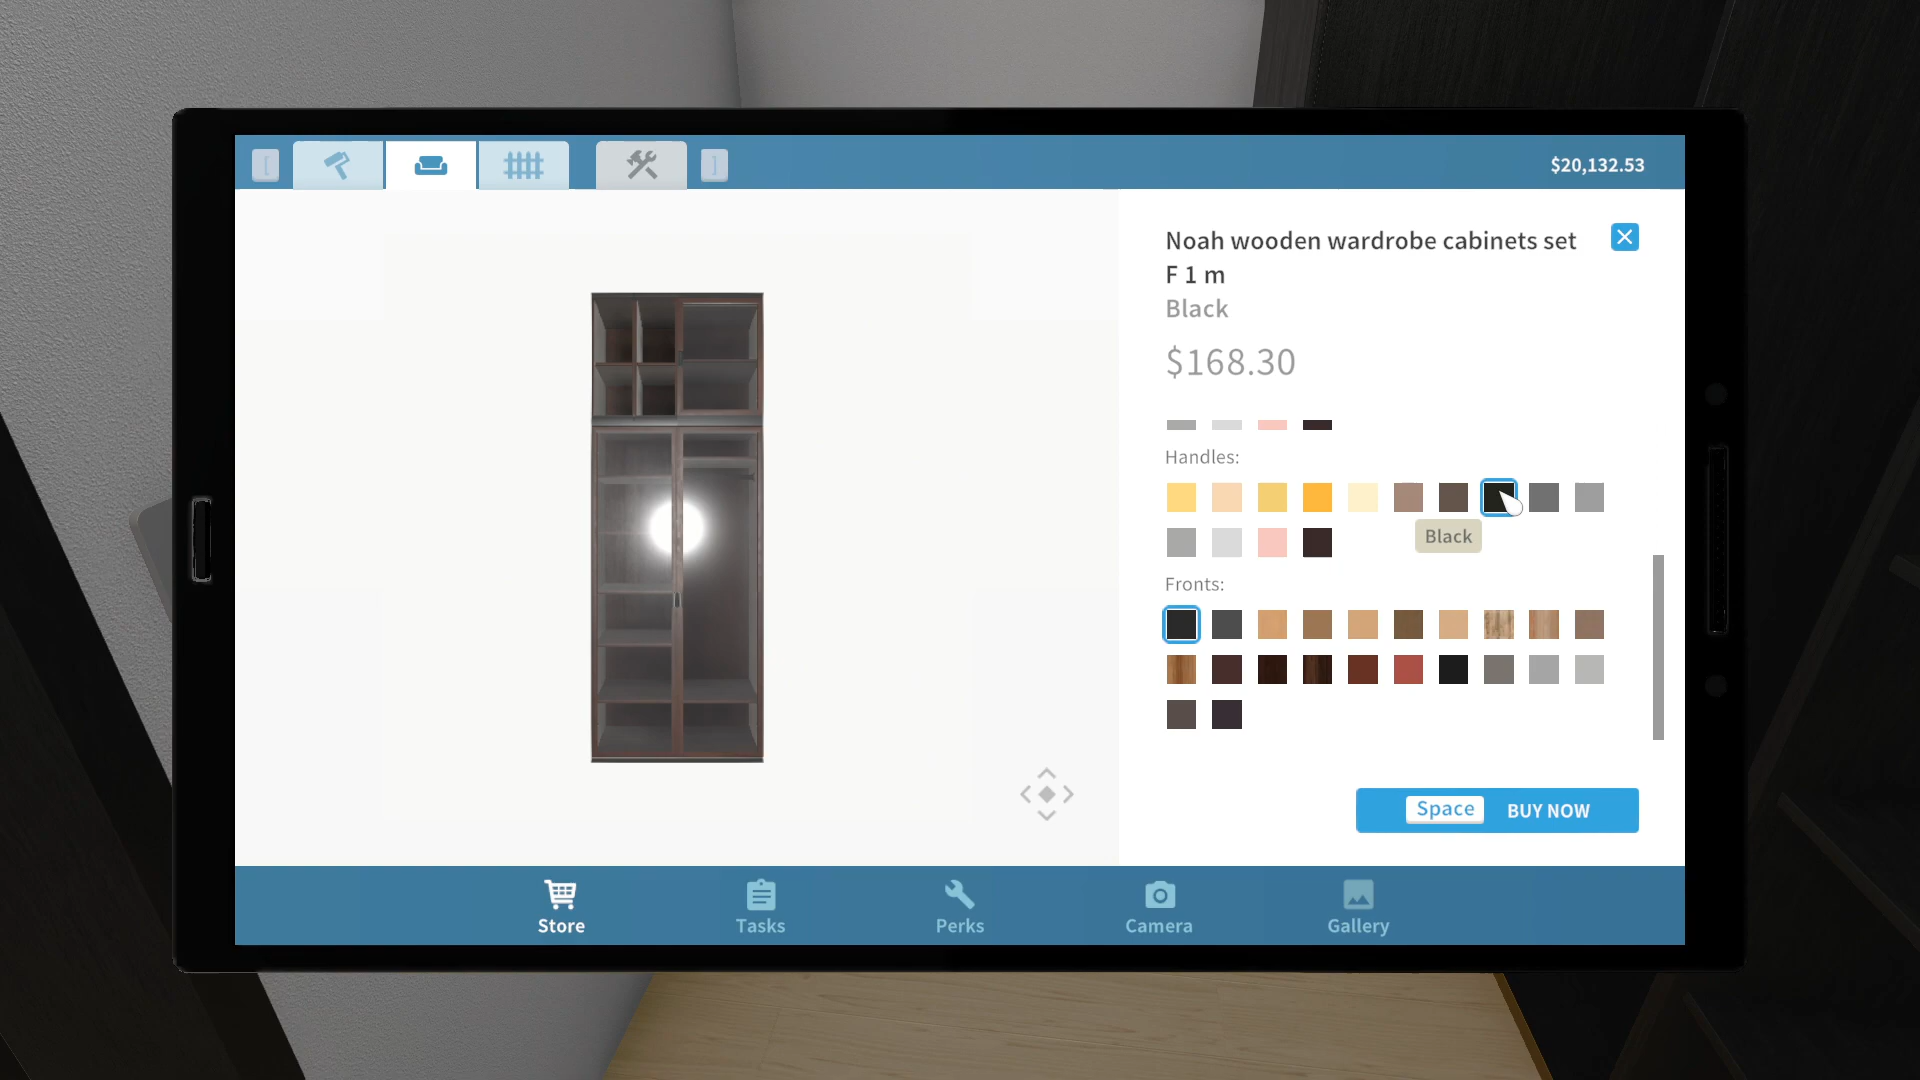 [
]
$20,132.53
Noah wooden wardrobe cabinets set
F 1 m
Black
$168.30
Handles:
Black
Fronts:
Space BUY NOW
Store
Tasks
Perks
Camera
Gallery